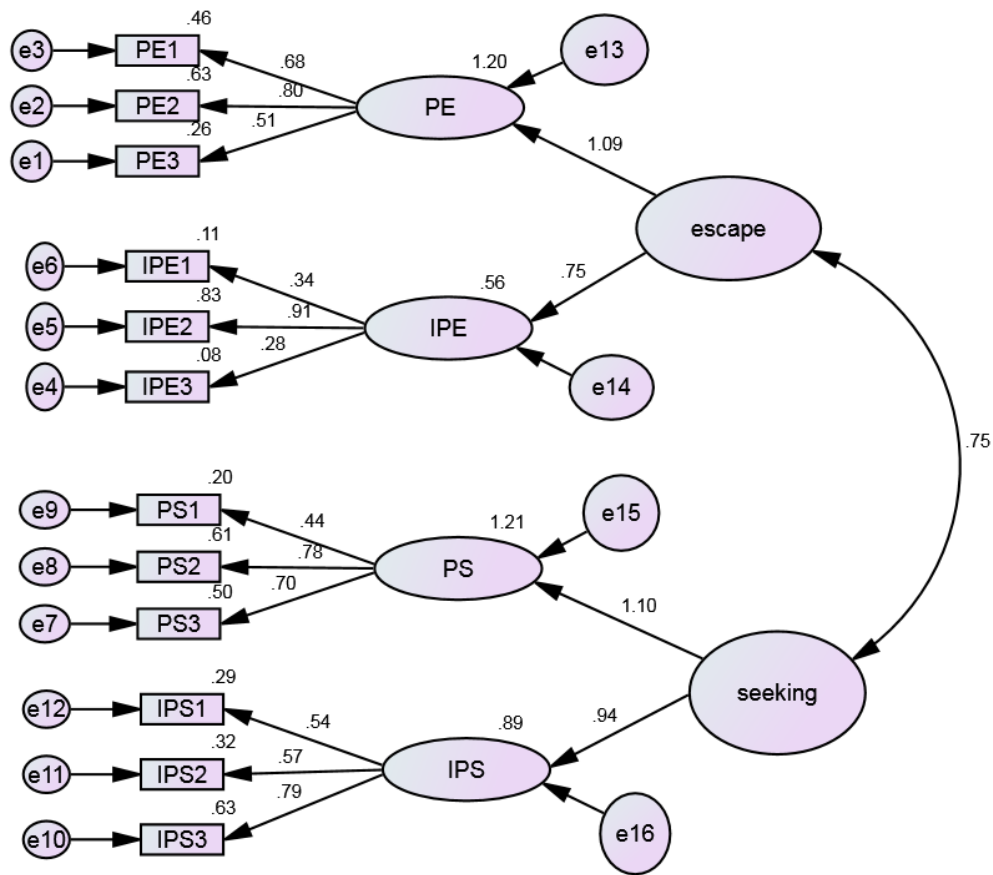 .46
e3 PE1 .68 1.20 e13
.63
e2 PE2 .80 PE
.26 .51
e1 PE3
1.09
escape
.11
e6 IPE1 .34 .75
.83 .56
e5 IPE2 .91 IPE
.08 .28
e4 IPE3 e14
.75
.20
e9 PS1 .44 1.21 e15
.61
e8 PS2 .78 PS
.50 .70
e7 PS3 1.10
seeking
.29
e12 IPS1 .54 .89 .94
.32
e11 IPS2 .57 IPS
.63 .79
e10 IPS3 e16